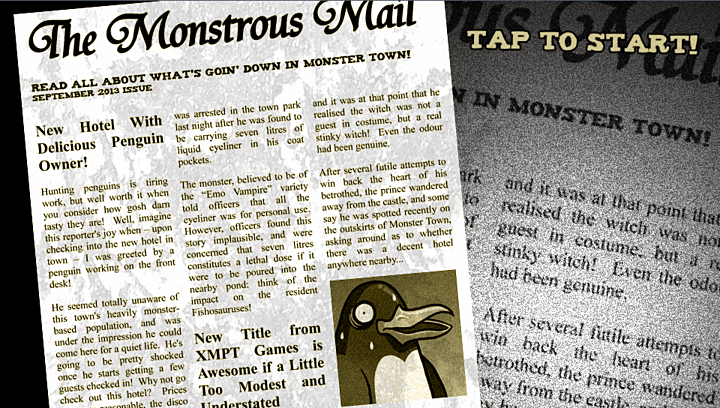 The Monstrous Mail
READ ALL ABOUT WHAT'S GOIN' DOWN IN MONSTER TOWN!
SEPTEMBER 2013 ISSUE
New Hotel With
Delicious Penguin
Owner!
Hunting penguins is tiring
work, but well worth it when
you consider how gosh darn
tasty they are! Well, imagine
this reporter's joy when – upon
checking into the new hotel in
town – I was greeted by a
penguin working on the front
desk!
He seemed totally unaware of
this town's heavily monster-
based population, and was
under the impression he could
come here for a quiet life. He's
going to be pretty shocked
once he starts getting a few
guests checked in! Why not go
check out this hotel? Prices
the disco
was arrested in the town park
last night after he was found to
be carrying seven litres of
liquid eyeliner in his coat
pockets.
The monster, believed to be of
the "Emo Vampire" variety
told officers that all the
eyeliner was for personal use.
However, officers found this
story implausible, and were
concerned that seven litres
constitutes a lethal dose if it
were to be poured into the
nearby pond: think of the
impact on the resident
Fishosauruses!
New Title from
XMPT Games is
Awesome if a Little
Too Modest and
Understated
and it was at that point that he
realised the witch was not a
guest in costume, but a real
stinky witch! Even the odour
had been genuine.
After several futile attempts to
win back the heart of his
betrothed, the prince wandered
away from the castle, and some
say he was spotted recently on
the outskirts of Monster Town,
asking around as to whether
there was a decent hotel
anywhere nearby...
TAP TO START!
Mail
IN MONSTER TOWN!
and it was at that point tha
realised the witch was no
guest in costume, but a
stinky witch! Even the odo
had been genuine.
After several futile attempts t
win back the heart of his
betrothed, the prince wandered
away from the castle